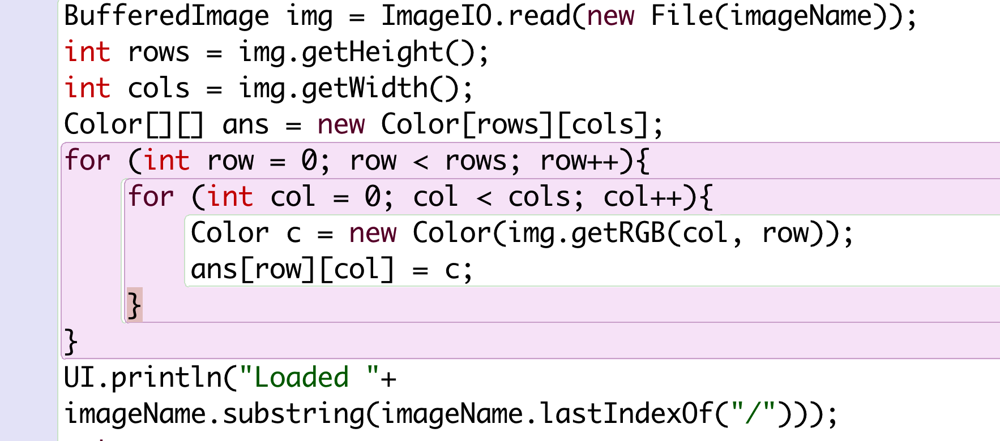 BufferedImage img = ImageIO.read(new File(imageName));
int rows = img.getHeight();
int cols = img.getWidth();
Color[][] ans = new Color[rows][cols];
for (int row = 0; row < rows; row++){
for (int col = 0; col < cols; col++){
Color c = new Color(img.getRGB(col, row));
ans[row][col] = c;
}
}
UI.println("Loaded "+
imageName.substring(imageName.lastIndexOf("/")));